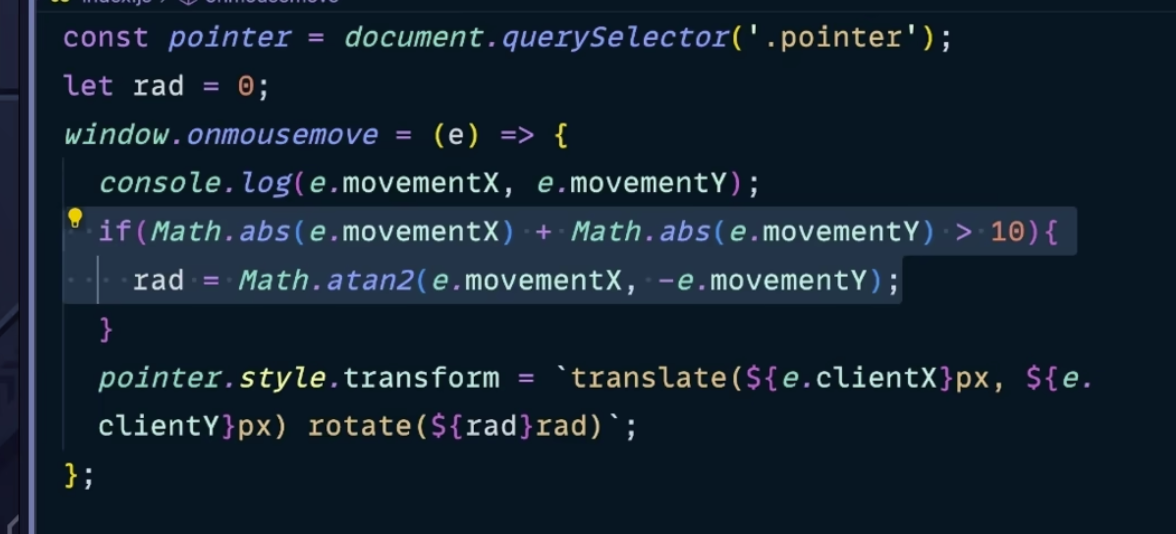 const pointer = document.querySelector('.pointer');
let rad = 0;
window.onmousemove = (e) => {
console.log(e.movementX, e.movementY);
if(Math.abs(e.movementX) + Math.abs(e.movementY) > 10){
rad = Math.atan2(e.movementX, -e.movementY);
}
pointer.style.transform = `translate(${e.clientX}px, ${e.
clientY}px) rotate(${rad}rad)`;
};